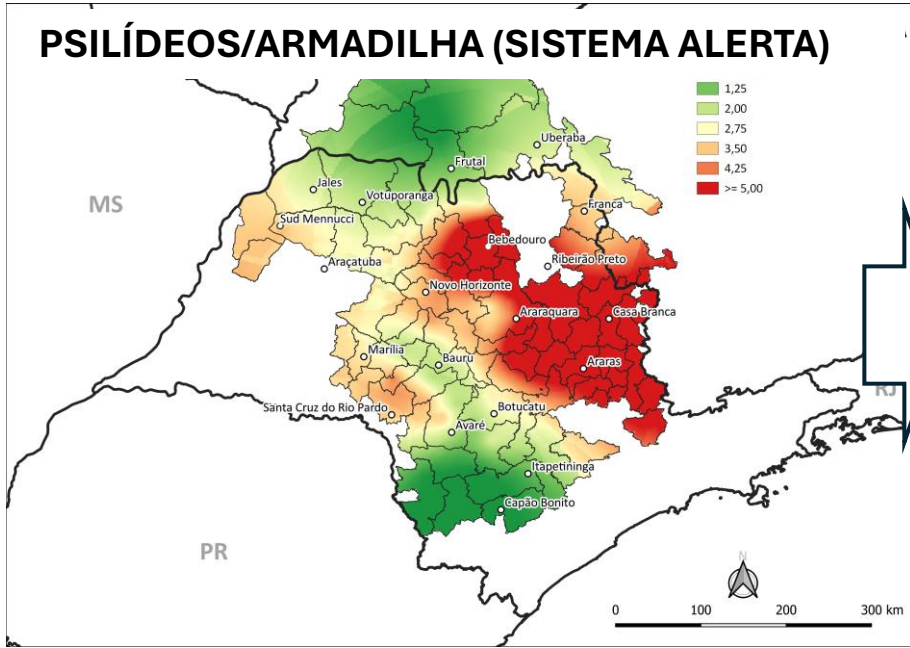 PSILÍDEOS/ARMADILHA (SISTEMA ALERTA)
1,25
2,00
2,75
3,50
4,25
>= 5,00
Uberaba
Frutal
Jales
Votuporanga
MS
Franca
Sud Mennucci
Bebedouro
Ribeirão Preto
Araçatuba
Novo Horizonte
Araraquara
Casa Branca
Marília
Bauru
Araras
RJ
Santa Cruz do Rio Pardo
Botucatu
Avaré
Itapetininga
Capão Bonito
PR
N
0 100 200 300 km